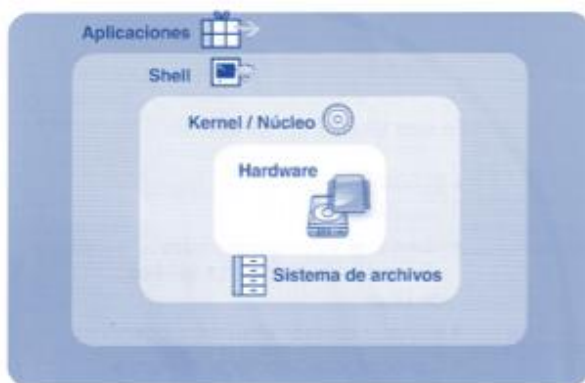 Aplicaciones
Shell
Kernel / Núcleo
Hardware
Sistema de archivos